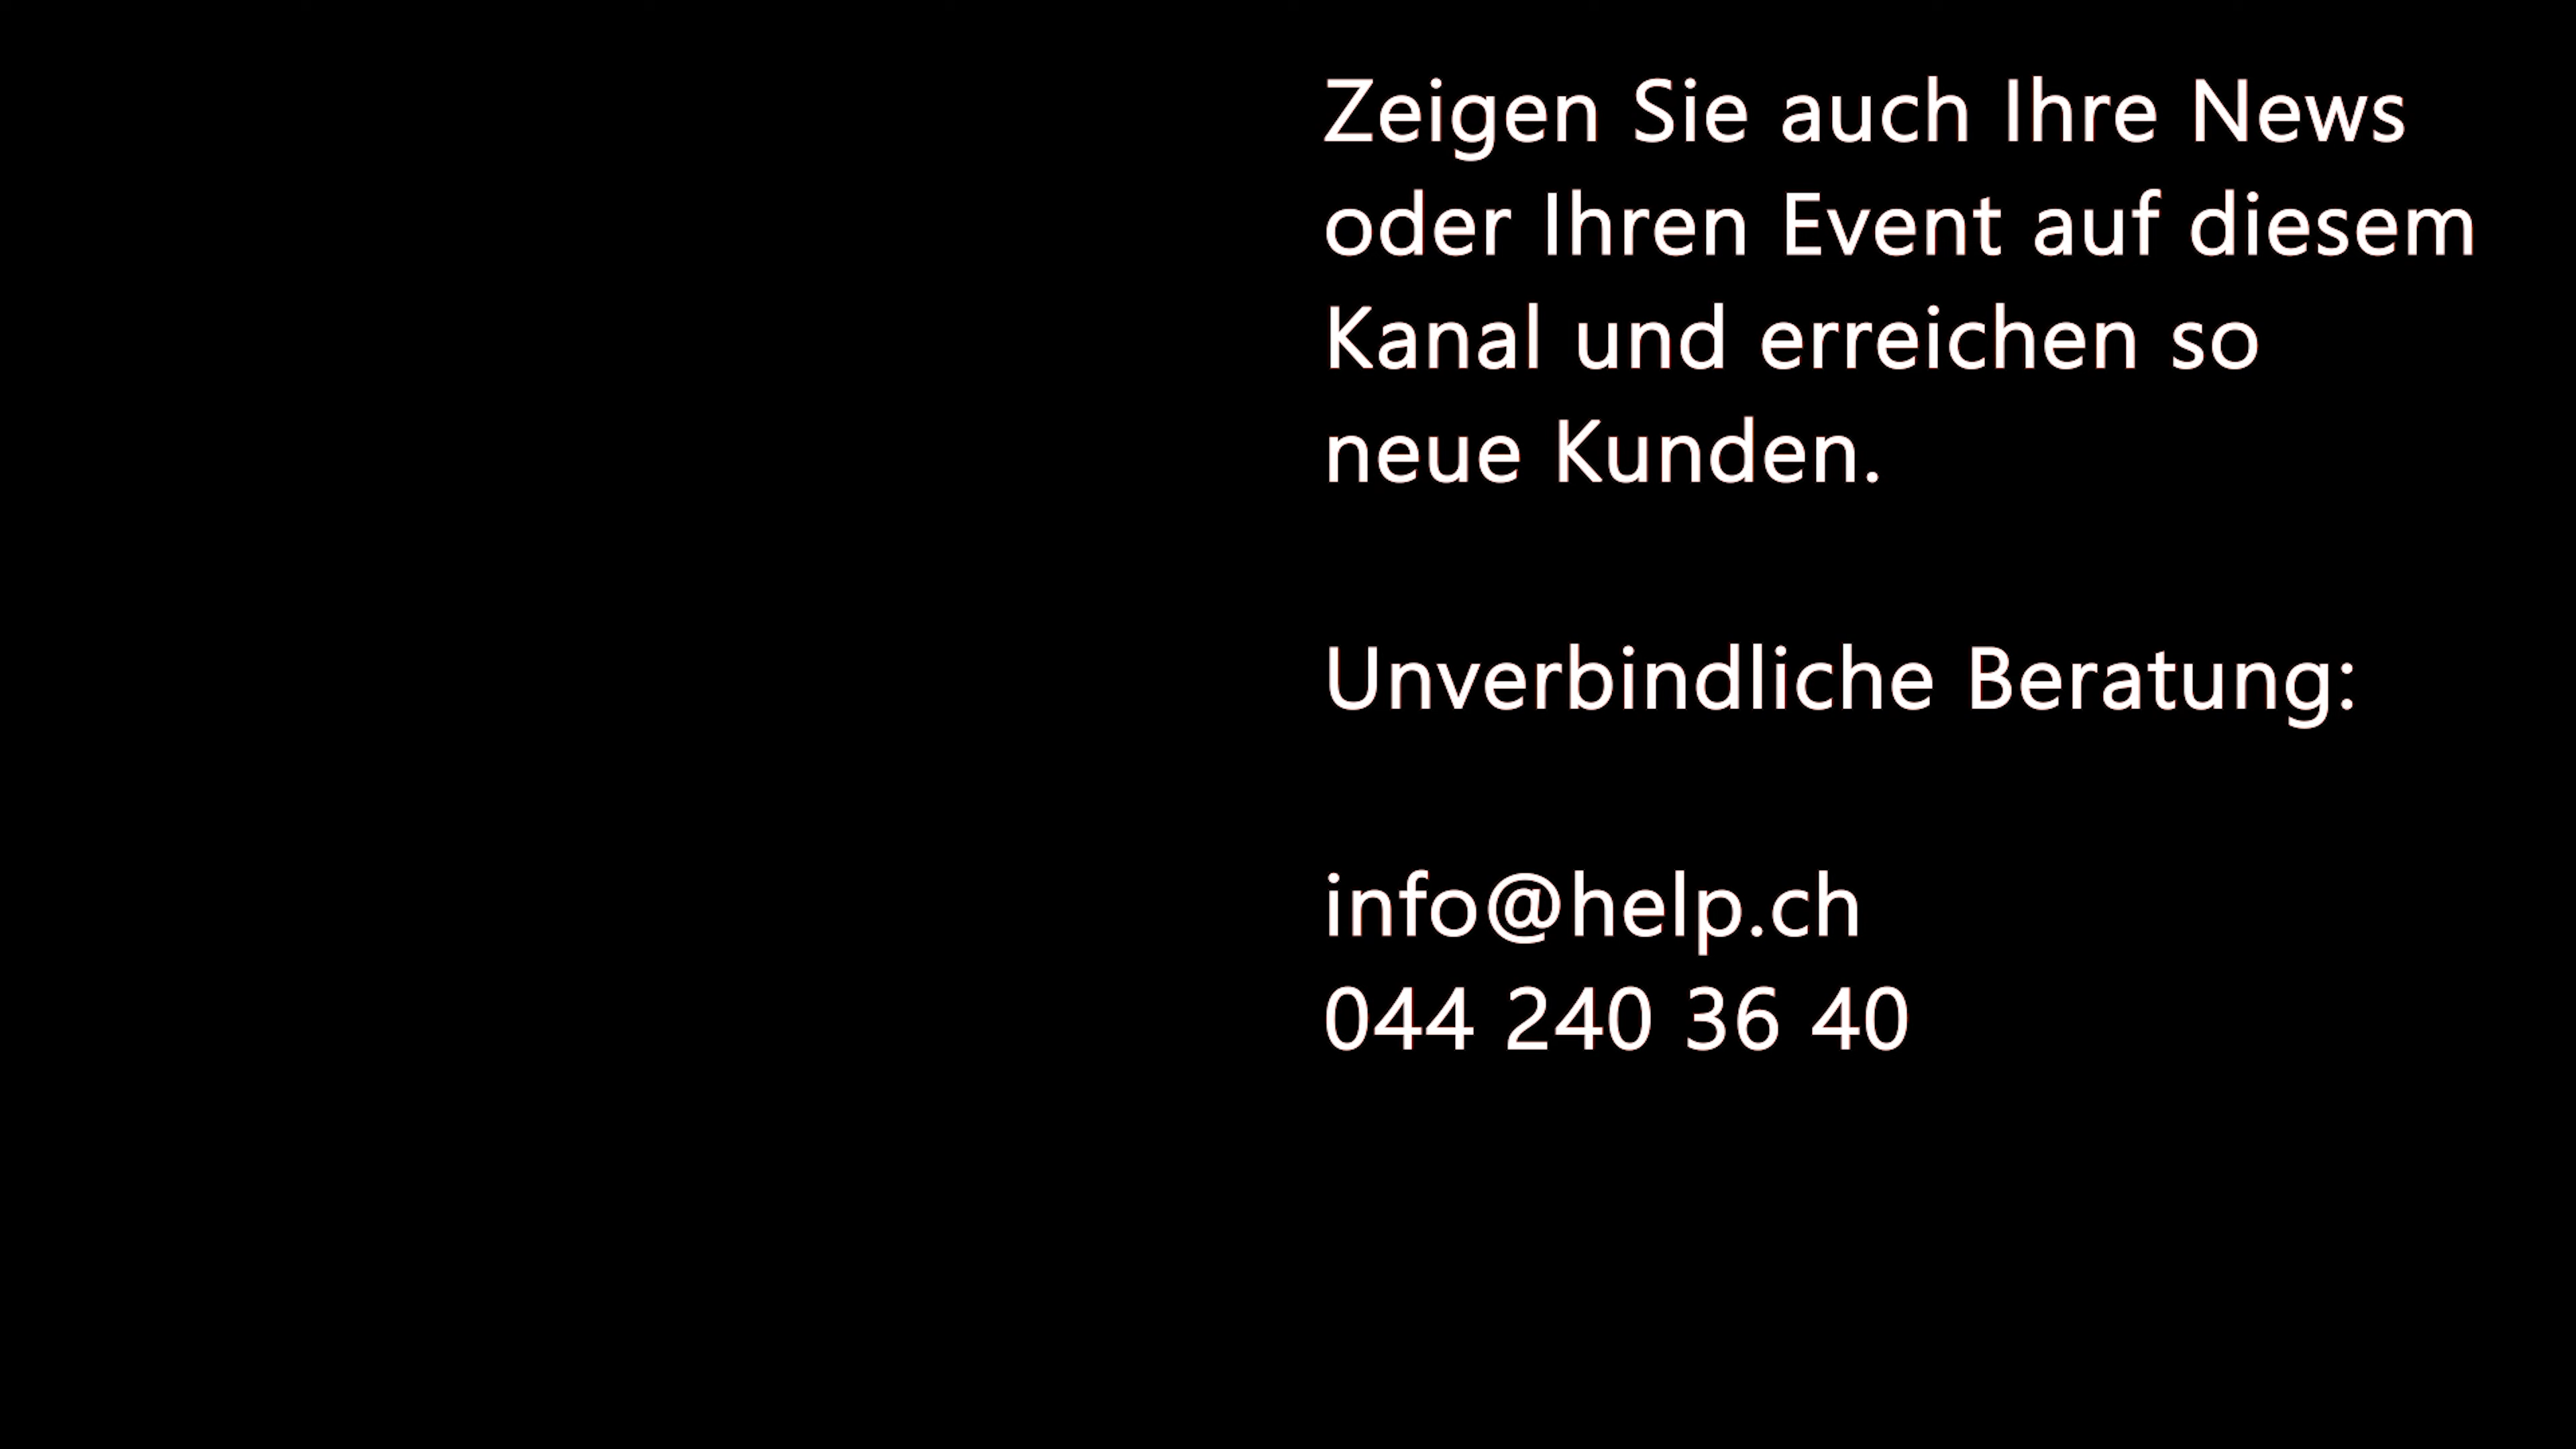 Zeigen Sie auch Ihre News
oder Ihren Event auf diesem
Kanal und erreichen so
neue Kunden.
Unverbindliche Beratung:
info@help.ch
044 240 36 40